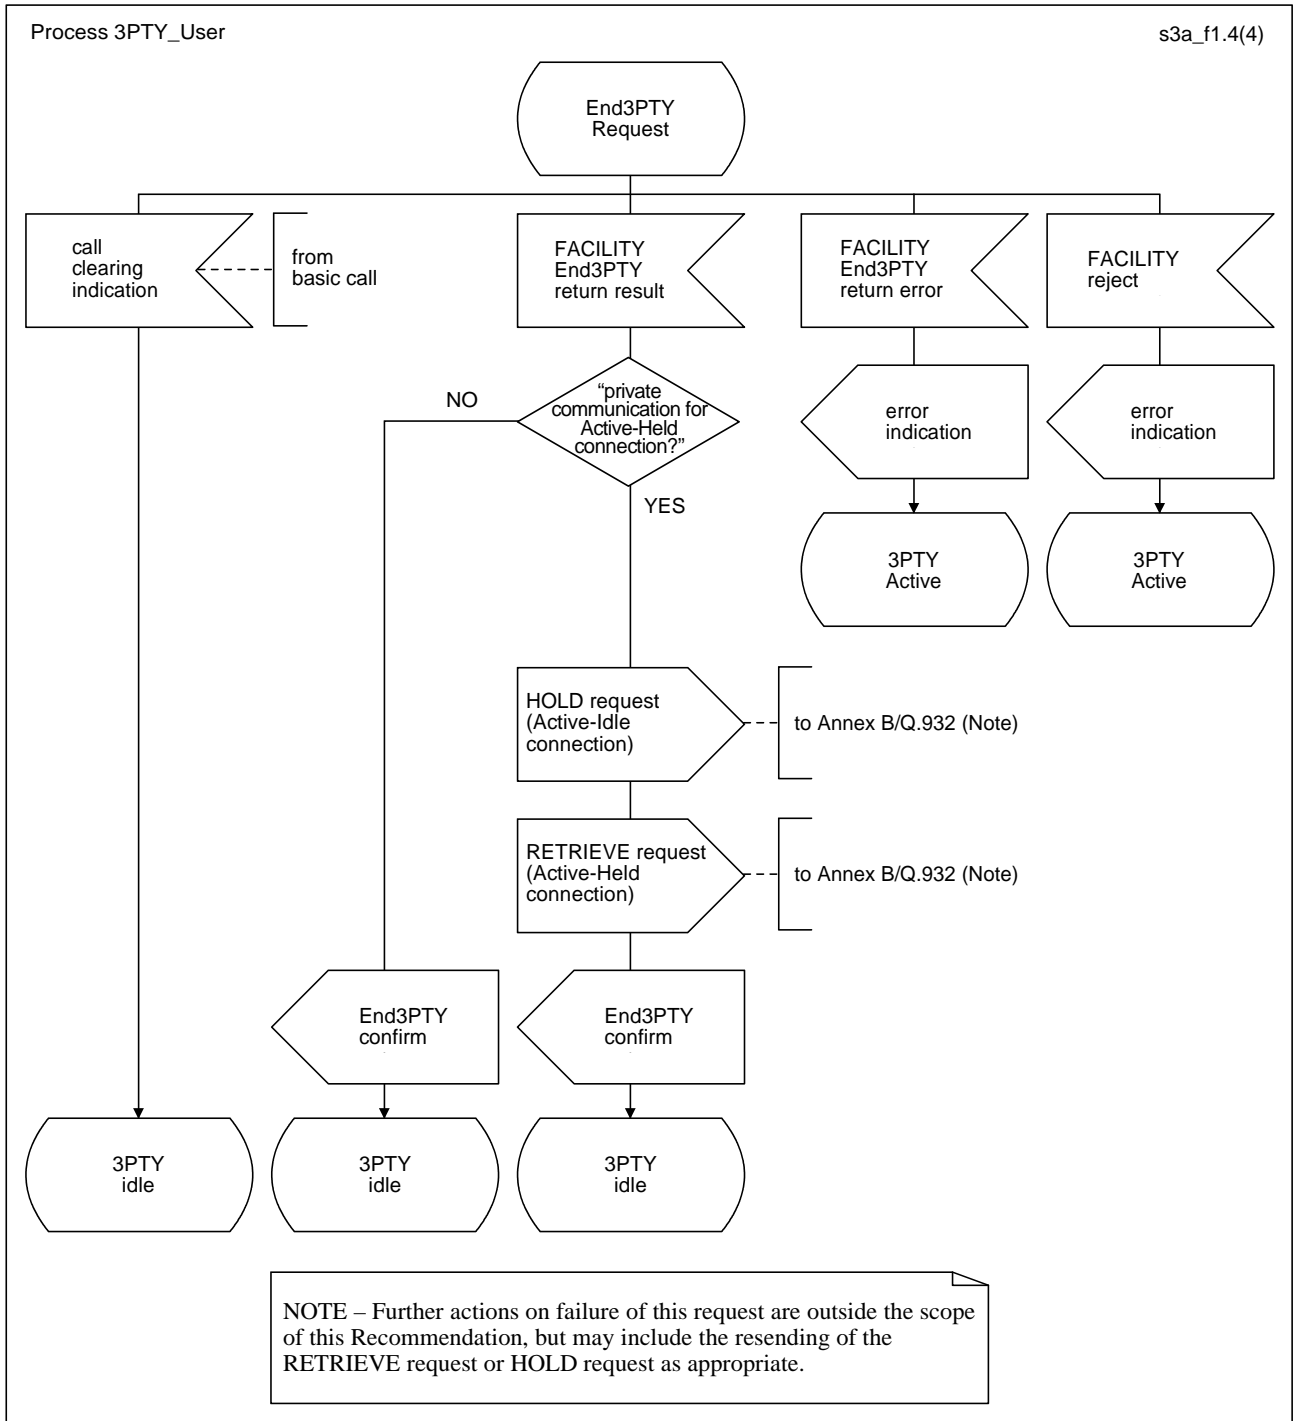 Process 3PTY_User
s3a_f1.4(4)
End3PTY
Request
call
clearing
indication
from
basic call
FACILITY
End3PTY
return result
FACILITY
End3PTY
return error
FACILITY
reject
NO
“private
communication for
Active-Held
connection?”
YES
error
indication
error
indication
3PTY
Active
3PTY
Active
HOLD request
(Active-Idle
connection)
to Annex B/Q.932 (Note)
RETRIEVE request
(Active-Held
connection)
to Annex B/Q.932 (Note)
End3PTY
confirm
End3PTY
confirm
3PTY
idle
3PTY
idle
3PTY
idle
NOTE – Further actions on failure of this request are outside the scope
of this Recommendation, but may include the resending of the
RETRIEVE request or HOLD request as appropriate.